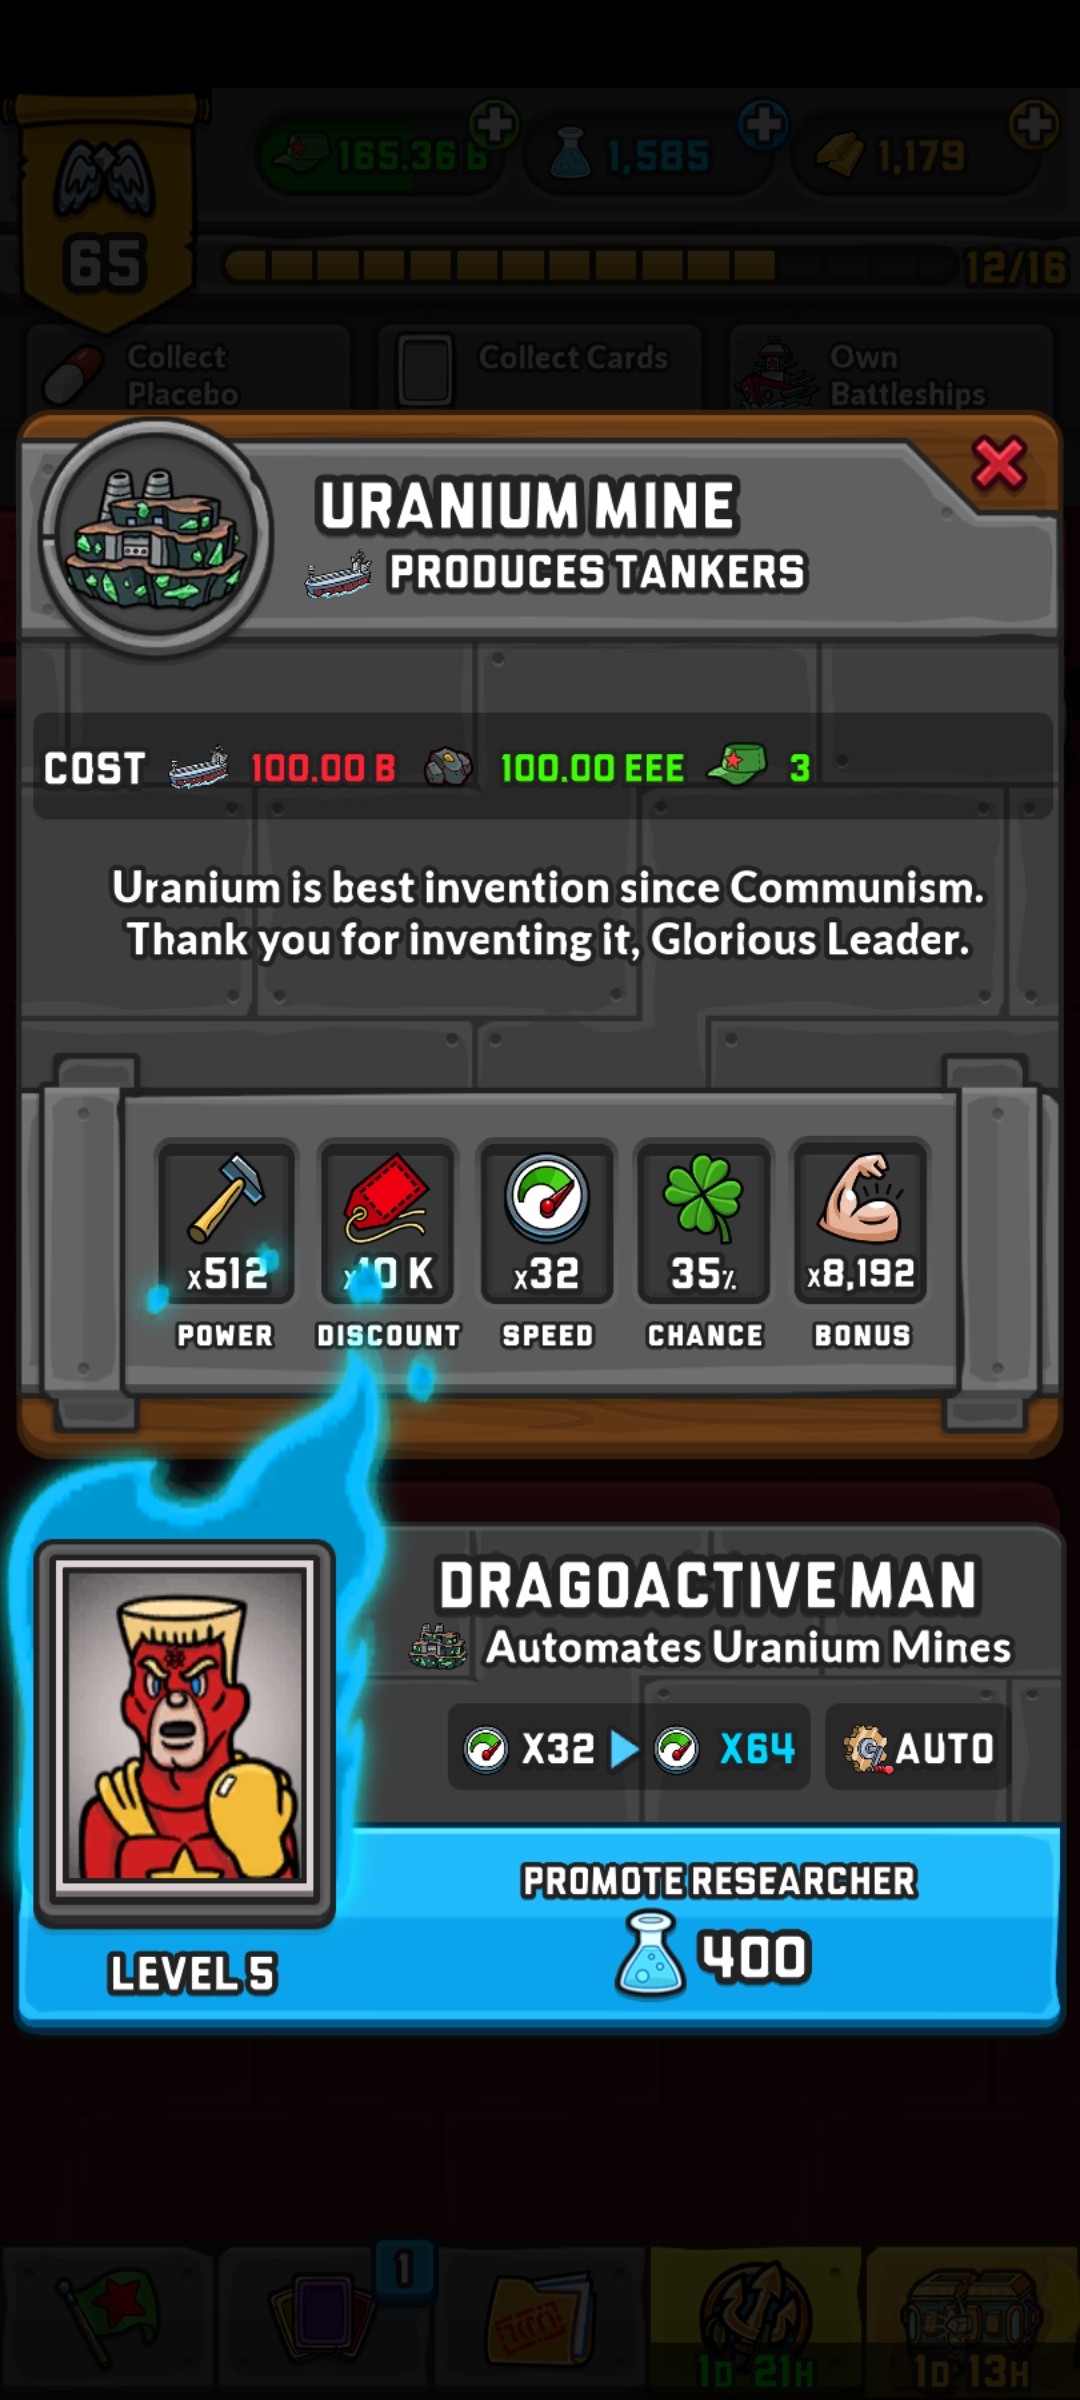 165.36 B
1,585
1,179
65
12/16
Collect Placebo
Collect Cards
Own Battleships
URANIUM MINE
PRODUCES TANKERS
COST 100.00 B 100.00 EEE 3
Uranium is best invention since Communism.
Thank you for inventing it, Glorious Leader.
x512 x10 K x32 35% x8,192
POWER DISCOUNT SPEED CHANCE BONUS
DRAGOACTIVE MAN
Automates Uranium Mines
X32 X64 AUTO
PROMOTE RESEARCHER
400
LEVEL 5
1
1D 21H
1D 13H